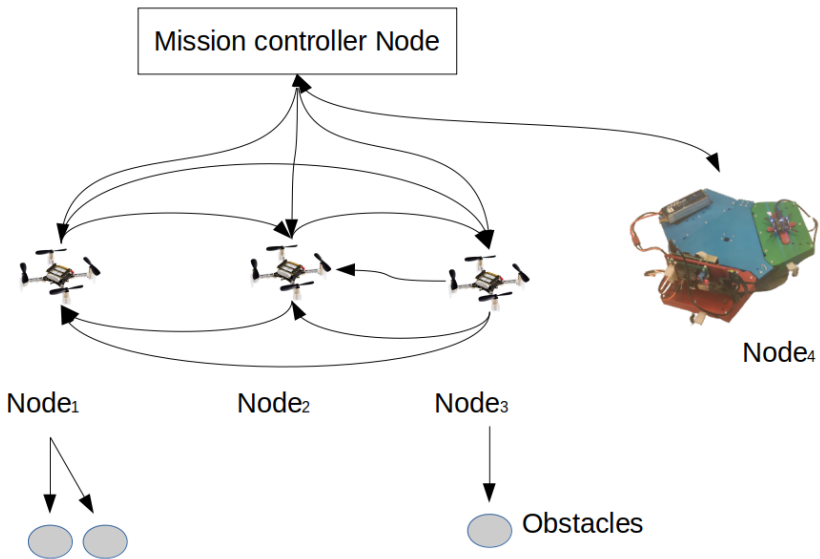 Mission controller Node
Node4
Node1
Node2
Node3
Obstacles